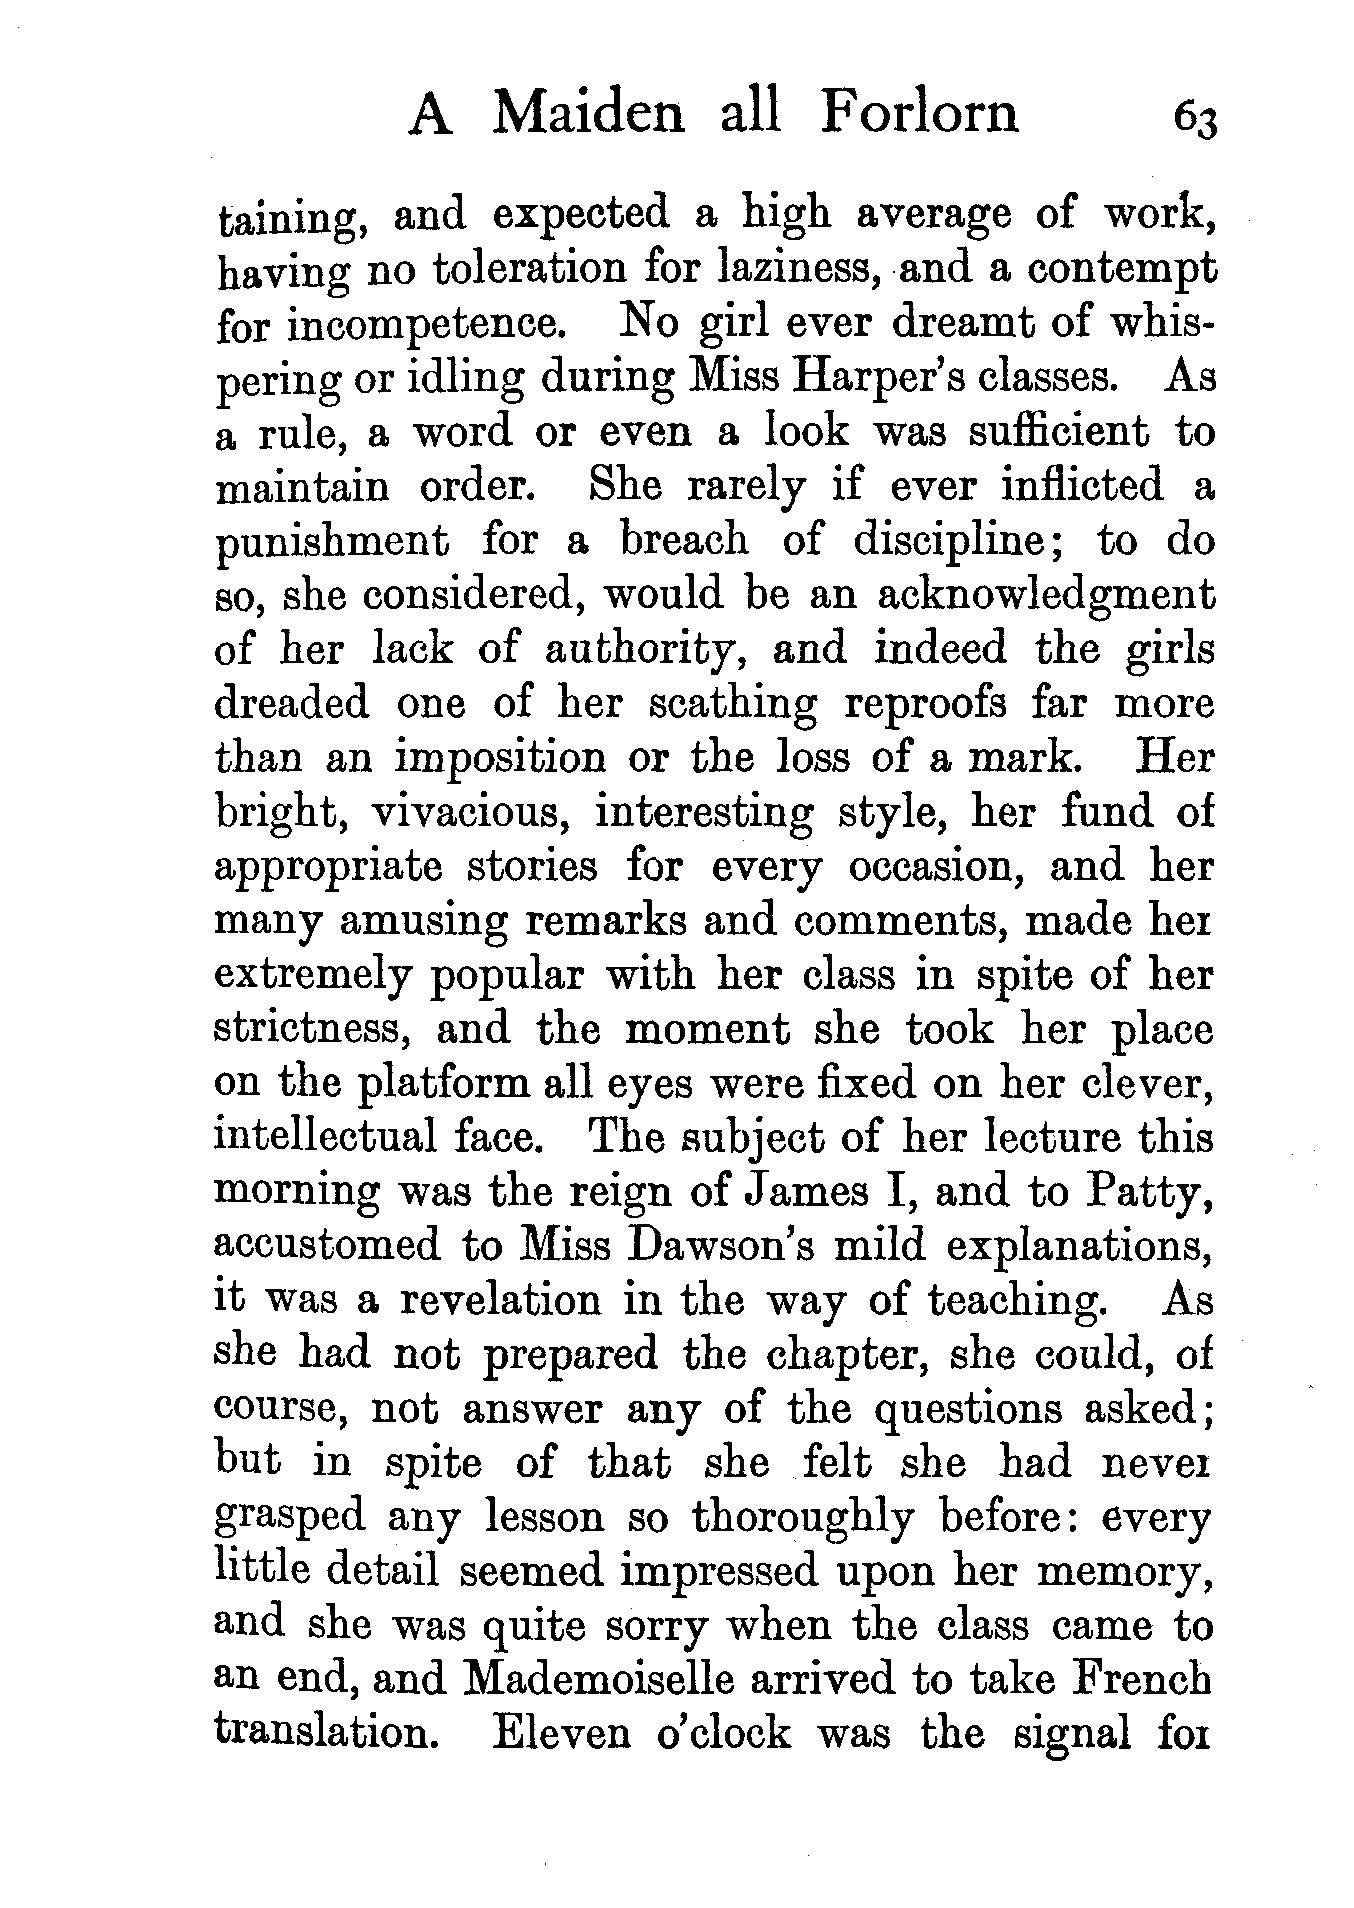 A Maiden all Forlorn 63
taining, and expected a high average of work,
having no toleration for laziness, and a contempt
for incompetence. No girl ever dreamt of whis-
pering or idling during Miss Harper's classes. As
a rule, a word or even a look was sufficient to
maintain order. She rarely if ever inflicted a
punishment for a breach of discipline; to do
so, she considered, would be an acknowledgment
of her lack of authority, and indeed the girls
dreaded one of her scathing reproofs far more
than an imposition or the loss of a mark. Her
bright, vivacious, interesting style, her fund of
appropriate stories for every occasion, and her
many amusing remarks and comments, made her
extremely popular with her class in spite of her
strictness, and the moment she took her place
on the platform all eyes were fixed on her clever,
intellectual face. The subject of her lecture this
morning was the reign of James I, and to Patty,
accustomed to Miss Dawson's mild explanations,
it was a revelation in the way of teaching. As
she had not prepared the chapter, she could, of
course, not answer any of the questions asked;
but in spite of that she felt she had never
grasped any lesson so thoroughly before: every
little detail seemed impressed upon her memory,
and she was quite sorry when the class came to
an end, and Mademoiselle arrived to take French
translation. Eleven o'clock was the signal for